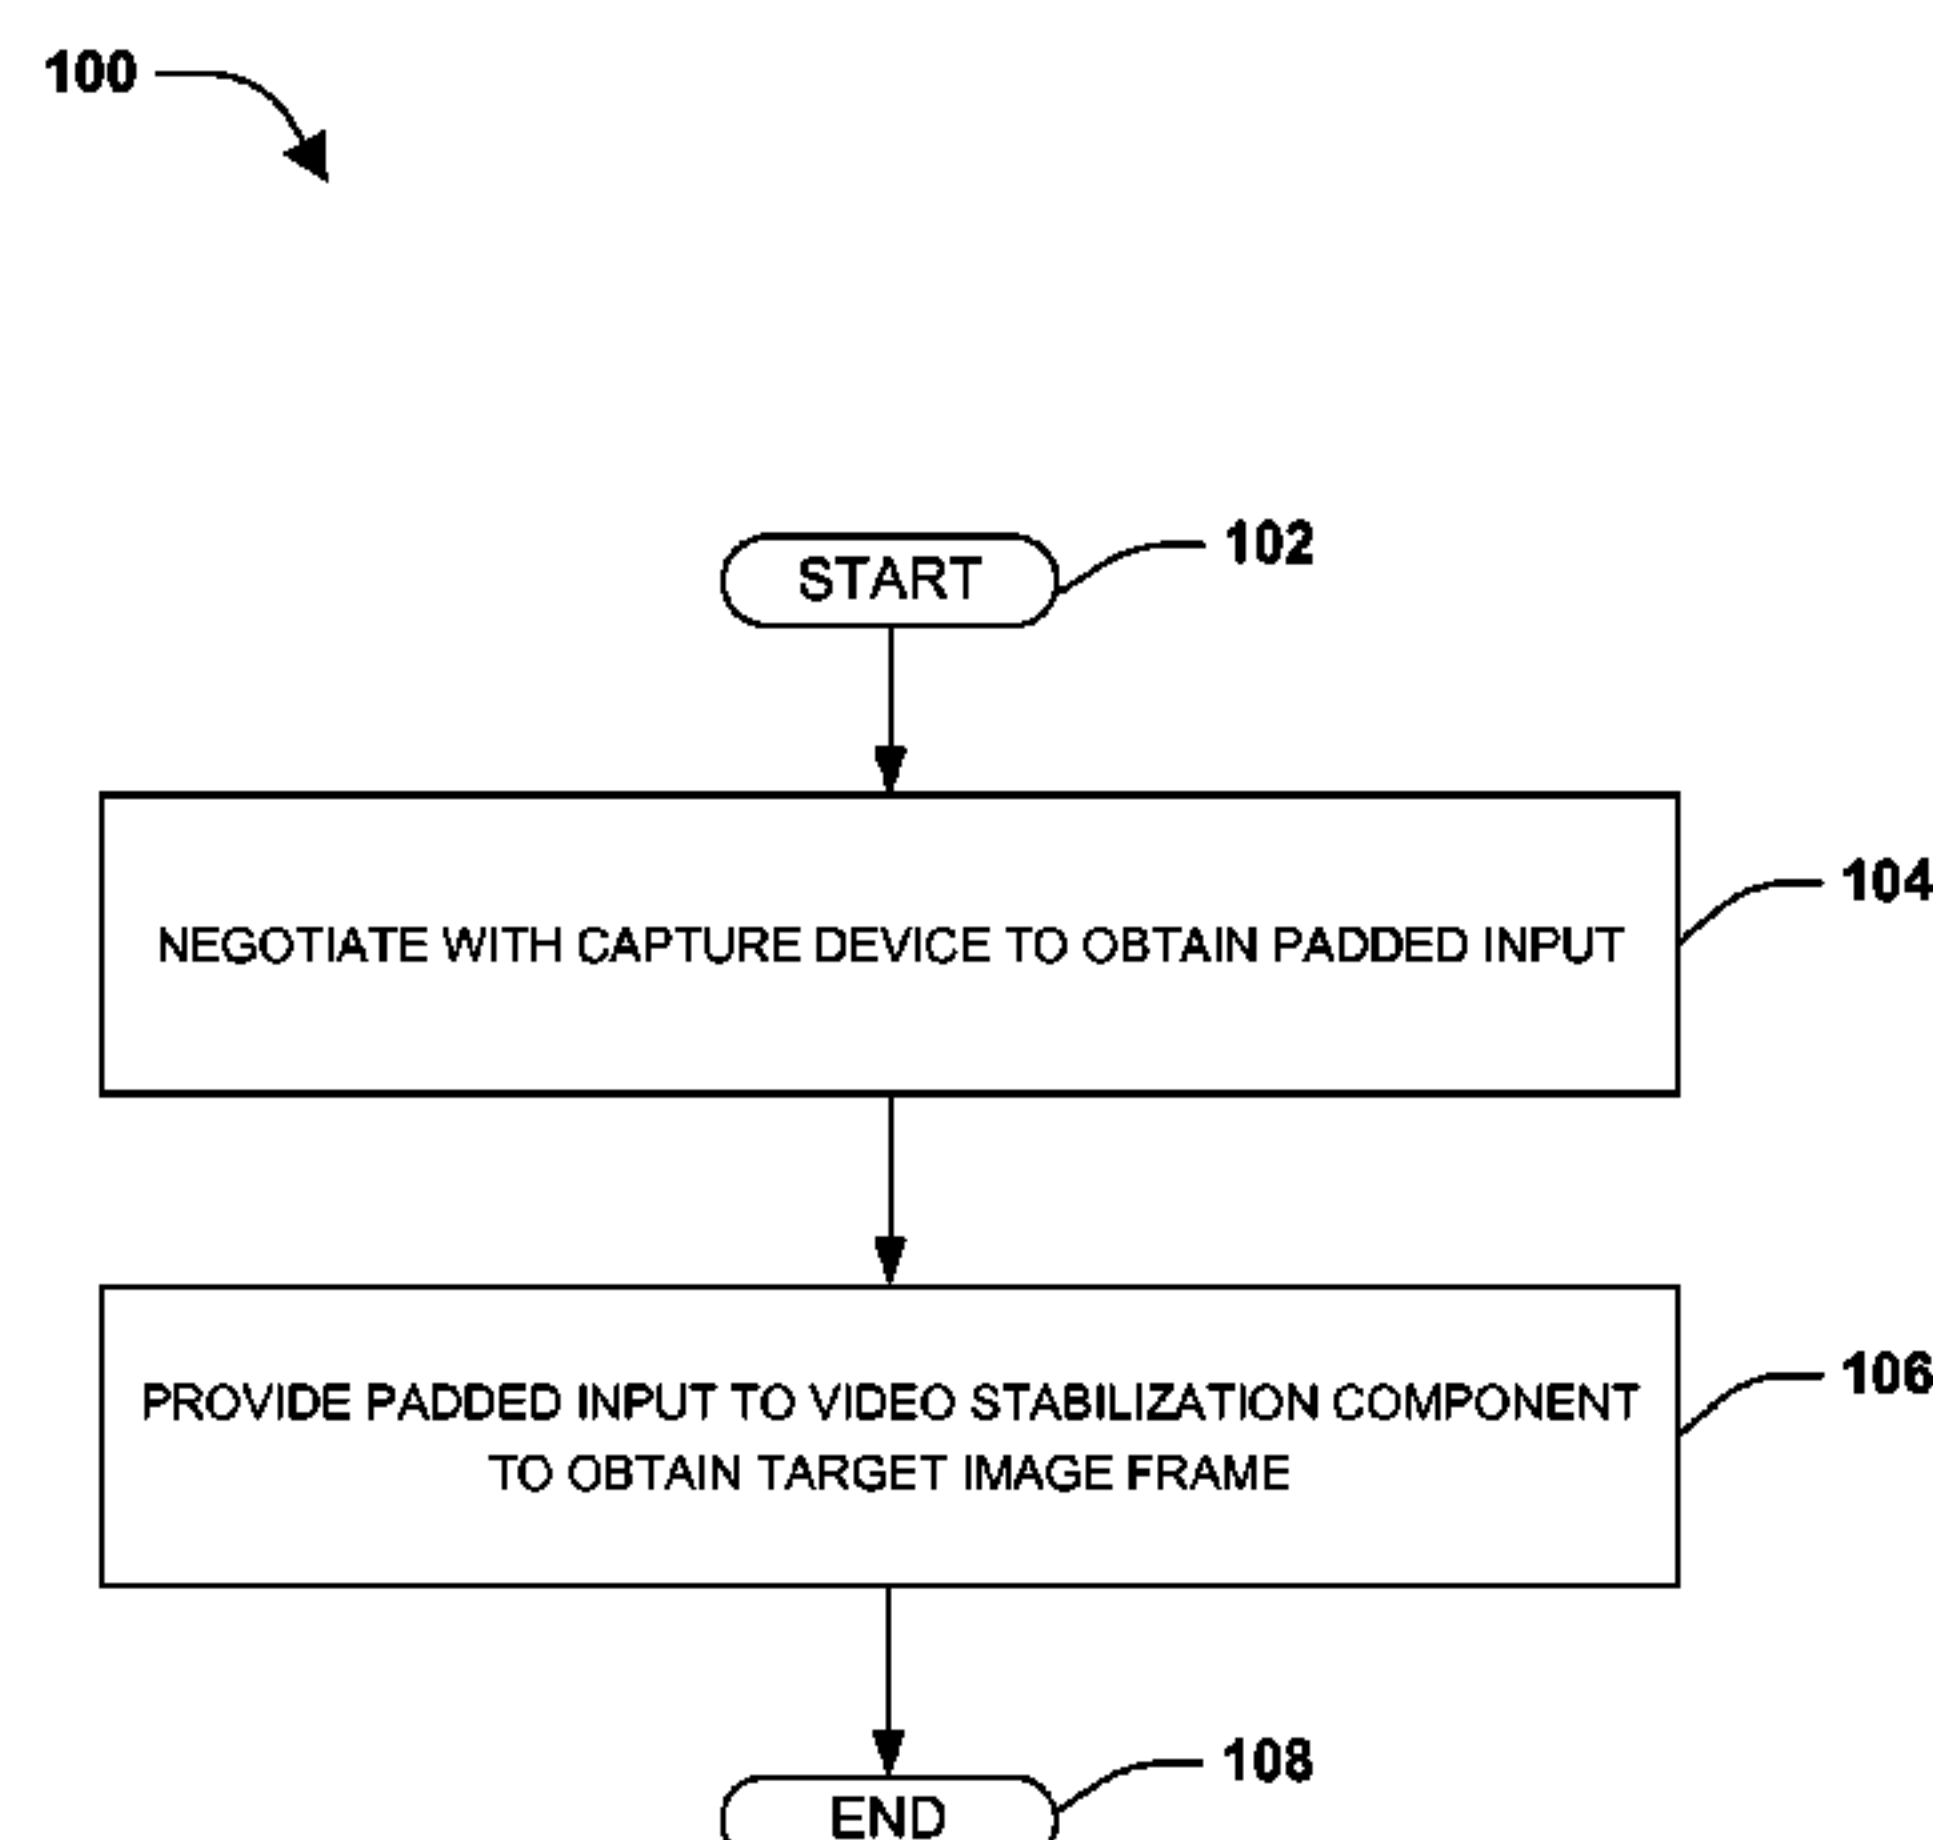 100
START
102
NEGOTIATE WITH CAPTURE DEVICE TO OBTAIN PADDED INPUT
104
PROVIDE PADDED INPUT TO VIDEO STABILIZATION COMPONENT
TO OBTAIN TARGET IMAGE FRAME
106
END
108